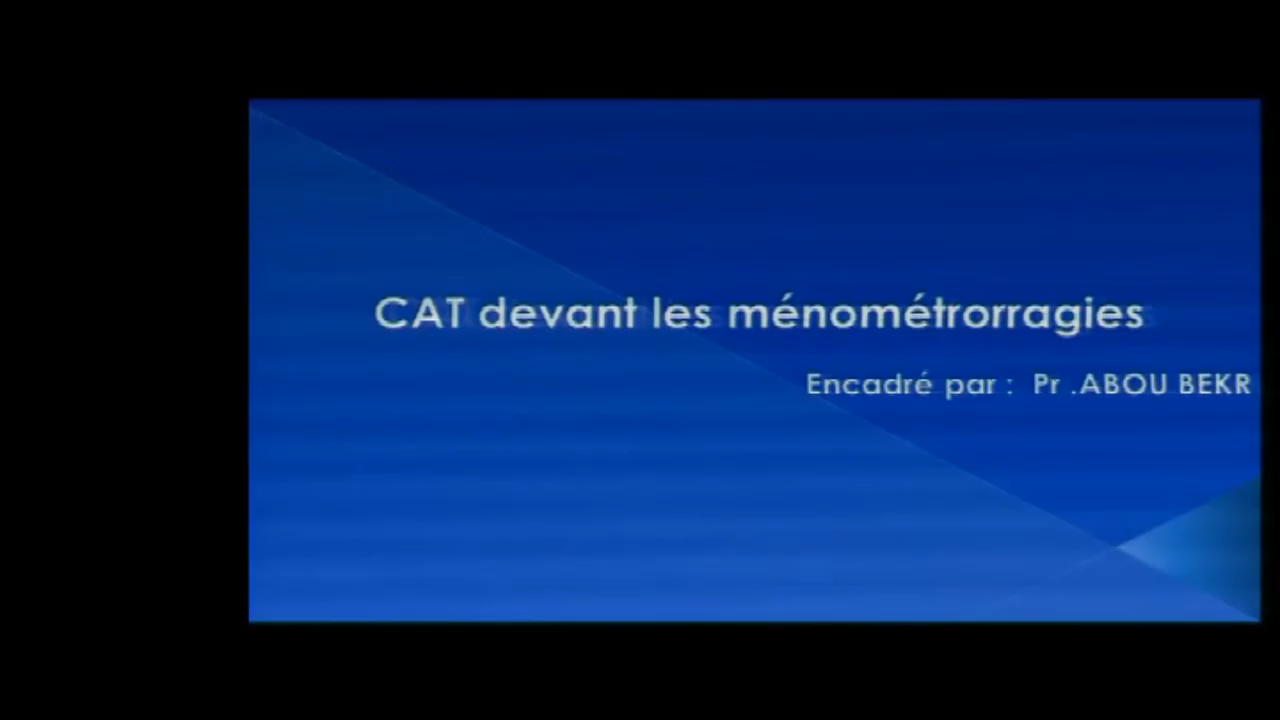 CAT devant les ménométrorragies
Encadré par : Pr .ABOU BEKR